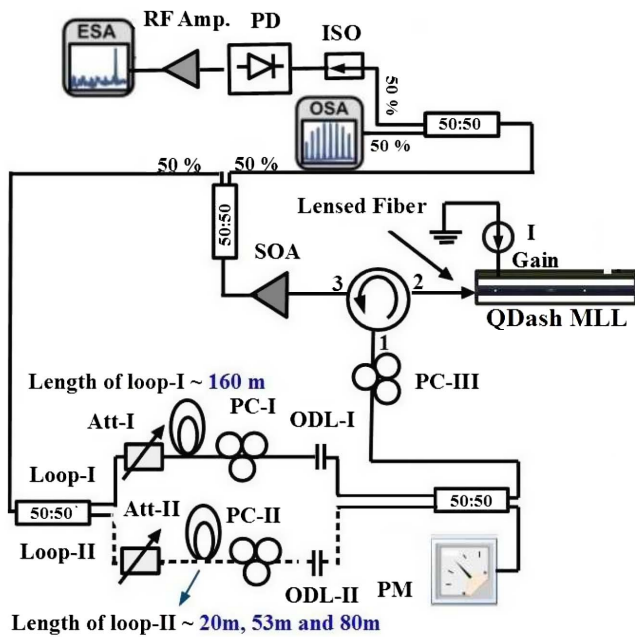 RF Amp.
PD
ISO
ESA
50 %
OSA
50:50
50 %
50 %
50 %
Lensed Fiber
50:50
I
SOA
Gain
3
2
QDash MLL
1
PC-III
Length of loop-I ~ 160 m
Att-I
PC-I
ODL-I
Loop-I
50:50
50:50
Att-II
PC-II
Loop-II
ODL-II
PM
Length of loop-II ~ 20m, 53m and 80m